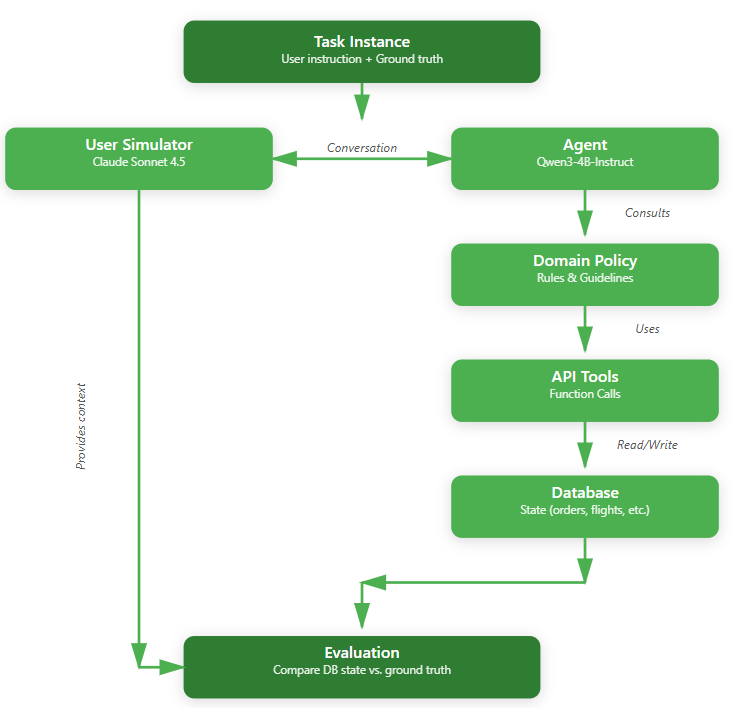 Task Instance
User instruction + Ground truth
User Simulator
Claude Sonnet 4.5
Conversation
Agent
Qwen3-4B-Instruct
Consults
Domain Policy
Rules & Guidelines
Uses
API Tools
Function Calls
Provides context
Read/Write
Database
State (orders, flights, etc.)
Evaluation
Compare DB state vs. ground truth